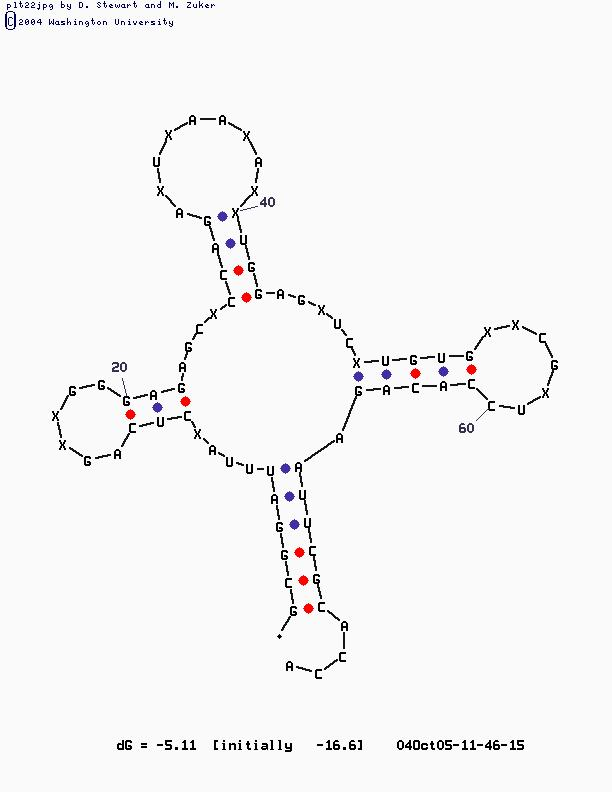 plt22jpg by D. Stewart and M. Zuker
©2004 Washington University
GCGGAUUUAXCUCAGXXGGGAGAGCXCCAGAXUXAAXAXXUGGAGXUCXUGUGXXCGXUCCACAGAAUUCGCACCA
40
20
60
dG = -5.11 [initially -16.6] 04Oct05-11-46-15